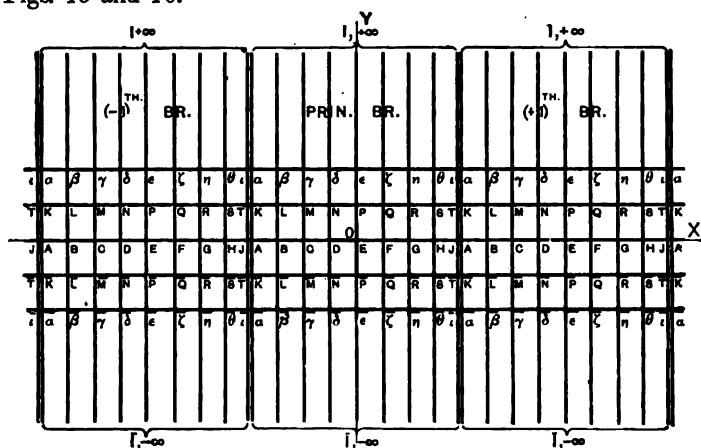 Figs. 15 and 16.
Y
I+∞ I, +∞ I, +∞
(-1)TH. BR. PRIN. BR. (+1)TH. BR.
ι α β γ δ ε ζ η θ ι α β γ δ ε ζ η θ ι α β γ δ ε ζ η θ ι α
T K L M N P Q R S T K L M N P Q R S T K L M N P Q R S T K
O X
J A B C D E F G H J A B C D E F G H J A B C D E F G H J A
T̅ K̅ L̅ M̅ N̅ P̅ Q̅ R̅ S̅ T̅ K̅ L̅ M̅ N̅ P̅ Q̅ R̅ S̅ T̅ K̅ L̅ M̅ N̅ P̅ Q̅ R̅ S̅ T̅ K̅
ι̅ α̅ β̅ γ̅ δ̅ ε̅ ζ̅ η̅ θ̅ ι̅ α̅ β̅ γ̅ δ̅ ε̅ ζ̅ η̅ θ̅ ι̅ α̅ β̅ γ̅ δ̅ ε̅ ζ̅ η̅ θ̅ ι̅ α̅
Ī,-∞ Ī,-∞ Ī,-∞